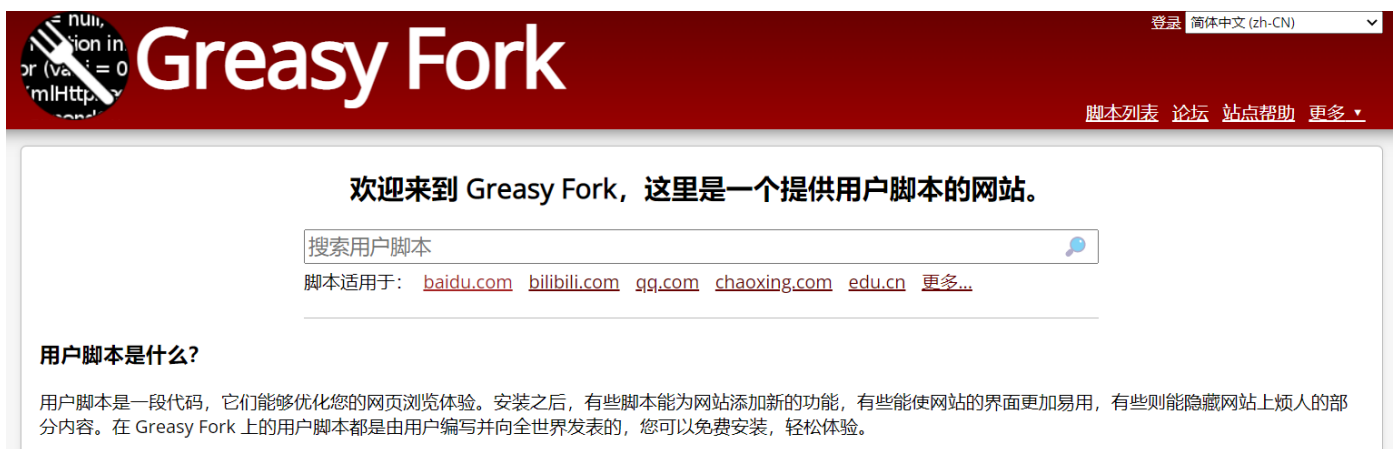 = null,
tion in
or (va i = 0
mlHttp
Greasy Fork
登录 简体中文 (zh-CN)
脚本列表 论坛 站点帮助 更多
欢迎来到 Greasy Fork，这里是一个提供用户脚本的网站。
搜索用户脚本
脚本适用于： baidu.com bilibili.com qq.com chaoxing.com edu.cn 更多...
用户脚本是什么?
用户脚本是一段代码，它们能够优化您的网页浏览体验。安装之后，有些脚本能为网站添加新的功能，有些能使网站的界面更加易用，有些则能隐藏网站上烦人的部
分内容。在 Greasy Fork 上的用户脚本都是由用户编写并向全世界发表的，您可以免费安装，轻松体验。